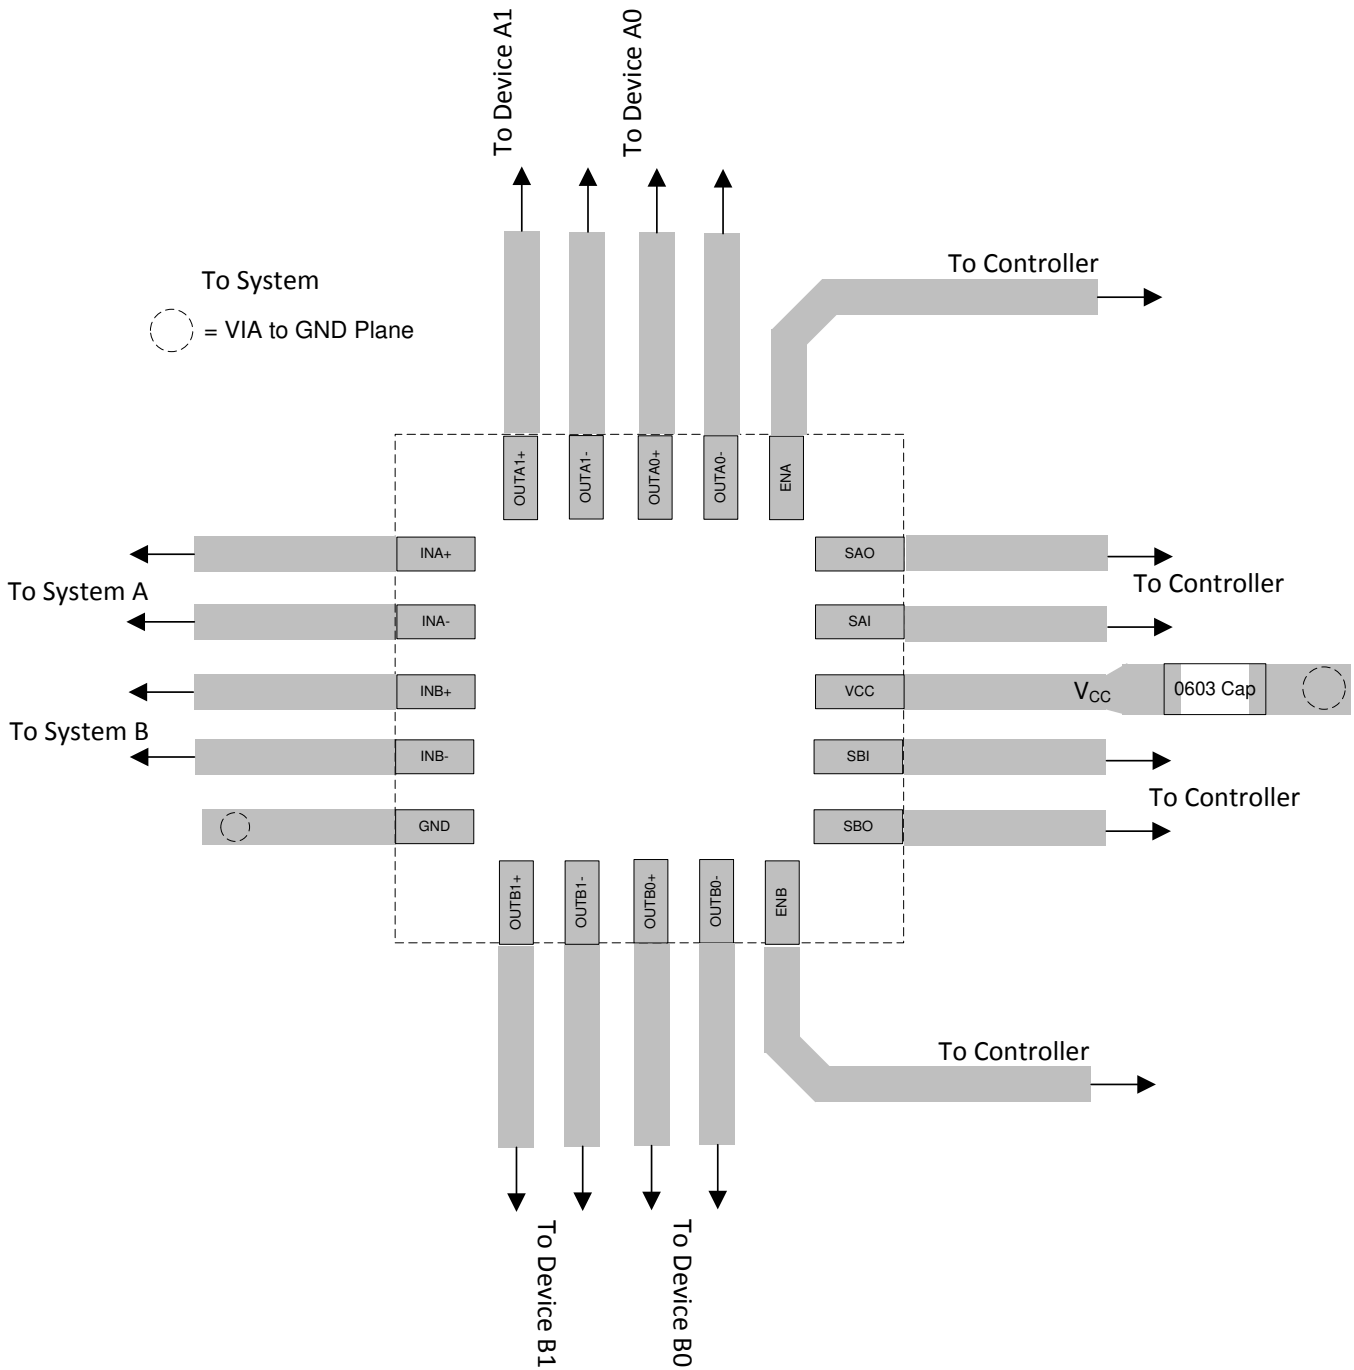 To Device A1
To Device A0
To Controller
To System
= VIA to GND Plane
OUTA1+
OUTA1-
OUTA0+
OUTA0-
ENA
INA+
SAO
To System A
To Controller
INA-
SAI
INB+
VCC
VCC
0603 Cap
To System B
INB-
SBI
To Controller
GND
SBO
OUTB1+
OUTB1-
OUTB0+
OUTB0-
ENB
To Controller
To Device B1
To Device B0